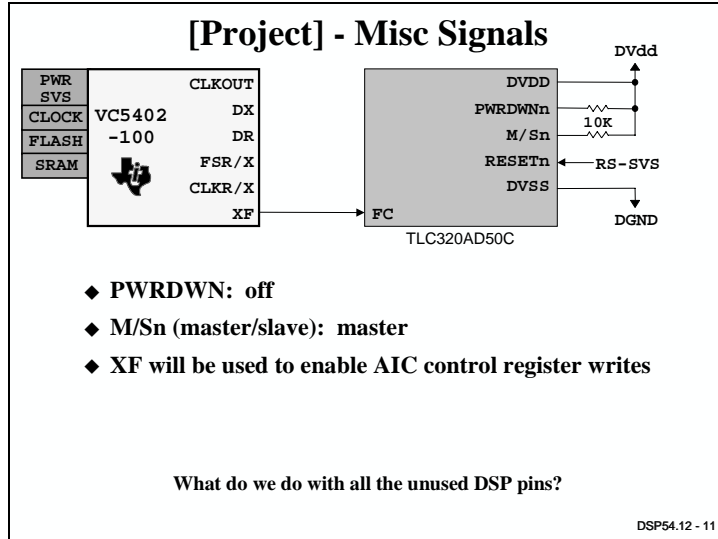 [Project] - Misc Signals
DVdd
PWR
SVS
CLOCK
FLASH
SRAM
VC5402
-100
CLKOUT
DX
DR
FSR/X
CLKR/X
XF
FC
DVDD
PWRDWNn
M/Sn
RESETn
DVSS
10K
RS-SVS
DGND
TLC320AD50C
◆ PWRDWN: off
◆ M/Sn (master/slave): master
◆ XF will be used to enable AIC control register writes
What do we do with all the unused DSP pins?
DSP54.12 - 11